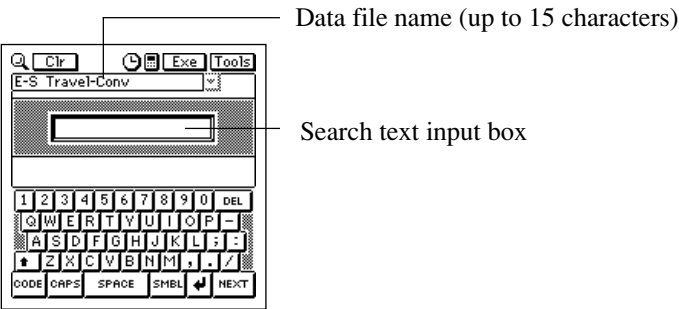 Data file name (up to 15 characters)
Clr Exe Tools
E-S Travel-Conv
Search text input box
1 2 3 4 5 6 7 8 9 0 DEL
Q W E R T Y U I O P -
A S D F G H J K L ; :
Z X C V B N M , . /
CODE CAPS SPACE SMBL NEXT